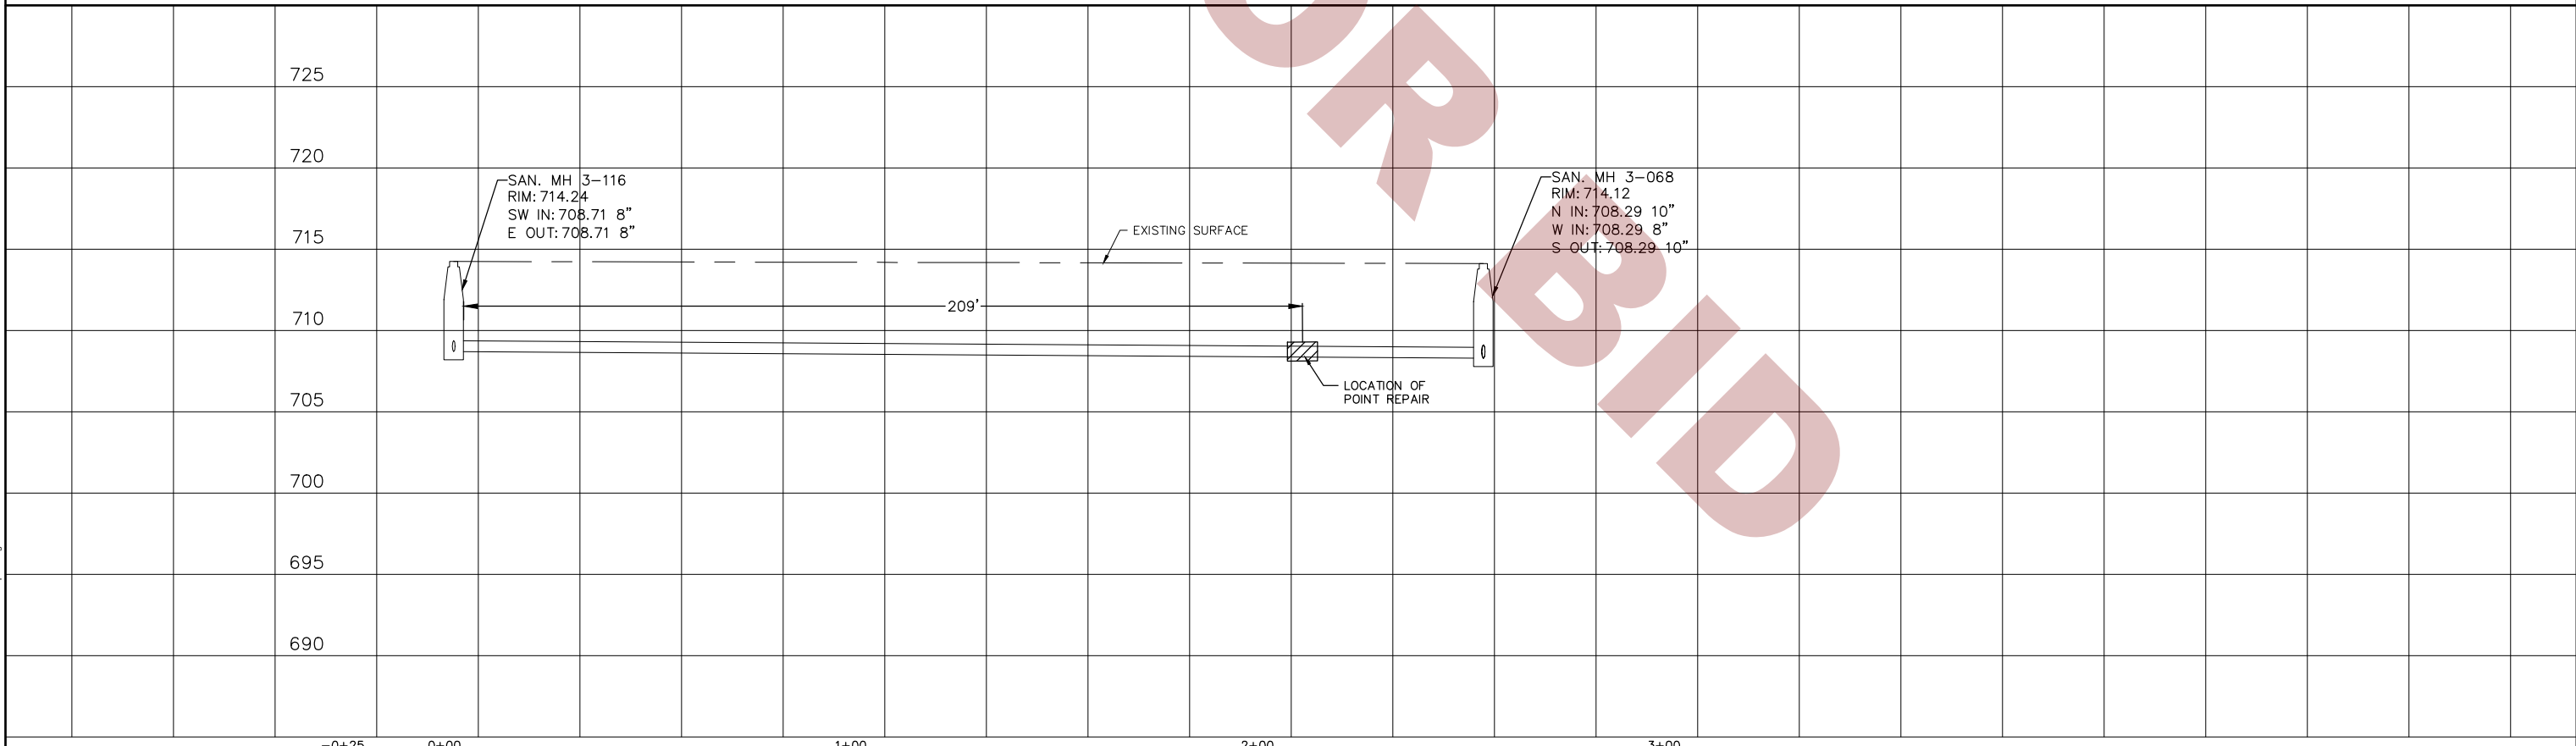 725
720
715
710
705
700
695
690
SAN. MH 3-116
RIM: 714.24
SW IN: 708.71 8"
E OUT: 708.71 8"
EXISTING SURFACE
SAN. MH 3-068
RIM: 714.12
N IN: 708.29 10"
W IN: 708.29 8"
S OUT: 708.29 10"
209'
LOCATION OF
POINT REPAIR
OR BID
-0+25 0+00 1+00 2+00 3+00